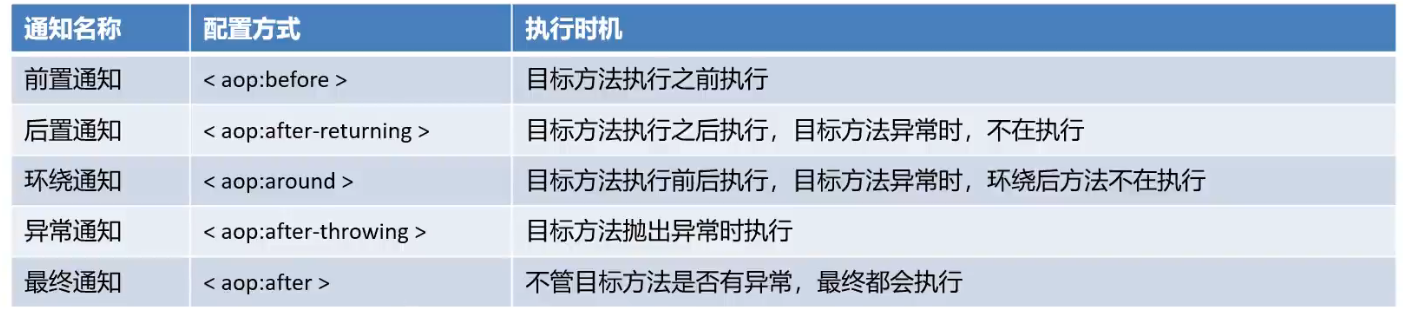 通知名称 配置方式 执行时机
前置通知 < aop:before > 目标方法执行之前执行
后置通知 < aop:after-returning > 目标方法执行之后执行，目标方法异常时，不在执行
环绕通知 < aop:around > 目标方法执行前后执行，目标方法异常时，环绕后方法不在执行
异常通知 < aop:after-throwing > 目标方法抛出异常时执行
最终通知 < aop:after > 不管目标方法是否有异常，最终都会执行